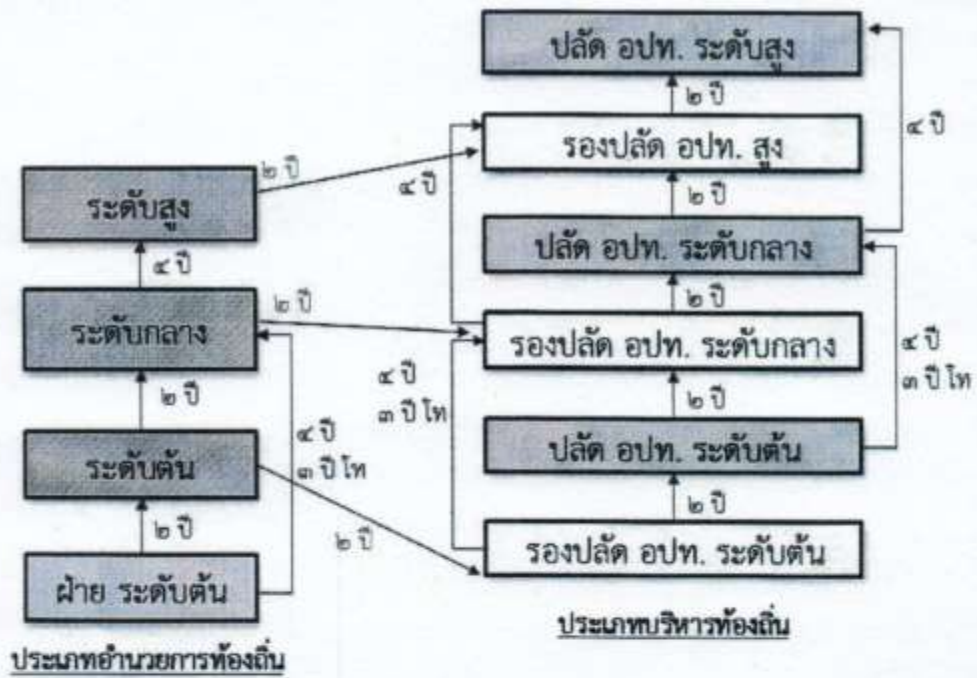 ปลัด อปท. ระดับสูง
๒ ปี
๔ ปี
รองปลัด อปท. สูง
๒ ปี
๔ ปี
ระดับสูง
๒ ปี
ปลัด อปท. ระดับกลาง
๔ ปี
๒ ปี
๒ ปี
ระดับกลาง
รองปลัด อปท. ระดับกลาง
๔ ปี
๓ ปี โท
๔ ปี
๓ ปี โท
๒ ปี
๒ ปี
๔ ปี
๓ ปี โท
ระดับต้น
ปลัด อปท. ระดับต้น
๒ ปี
๒ ปี
๒ ปี
ฝ่าย ระดับต้น
รองปลัด อปท. ระดับต้น
ประเภทอำนวยการท้องถิ่น
ประเภทบริหารท้องถิ่น